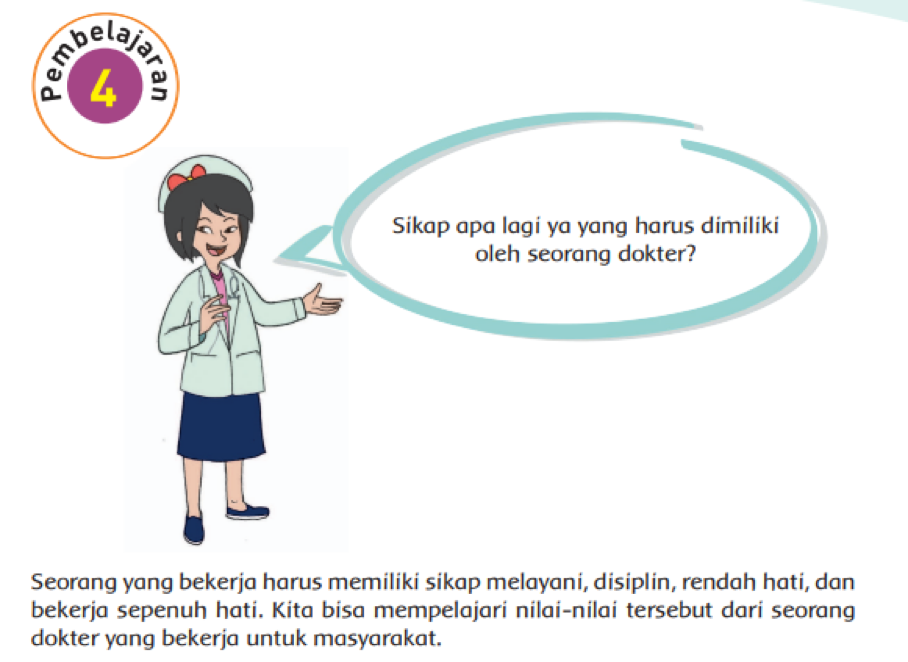 Pembelajaran
4
Sikap apa lagi ya yang harus dimiliki
oleh seorang dokter?
Seorang yang bekerja harus memiliki sikap melayani, disiplin, rendah hati, dan
bekerja sepenuh hati. Kita bisa mempelajari nilai-nilai tersebut dari seorang
dokter yang bekerja untuk masyarakat.